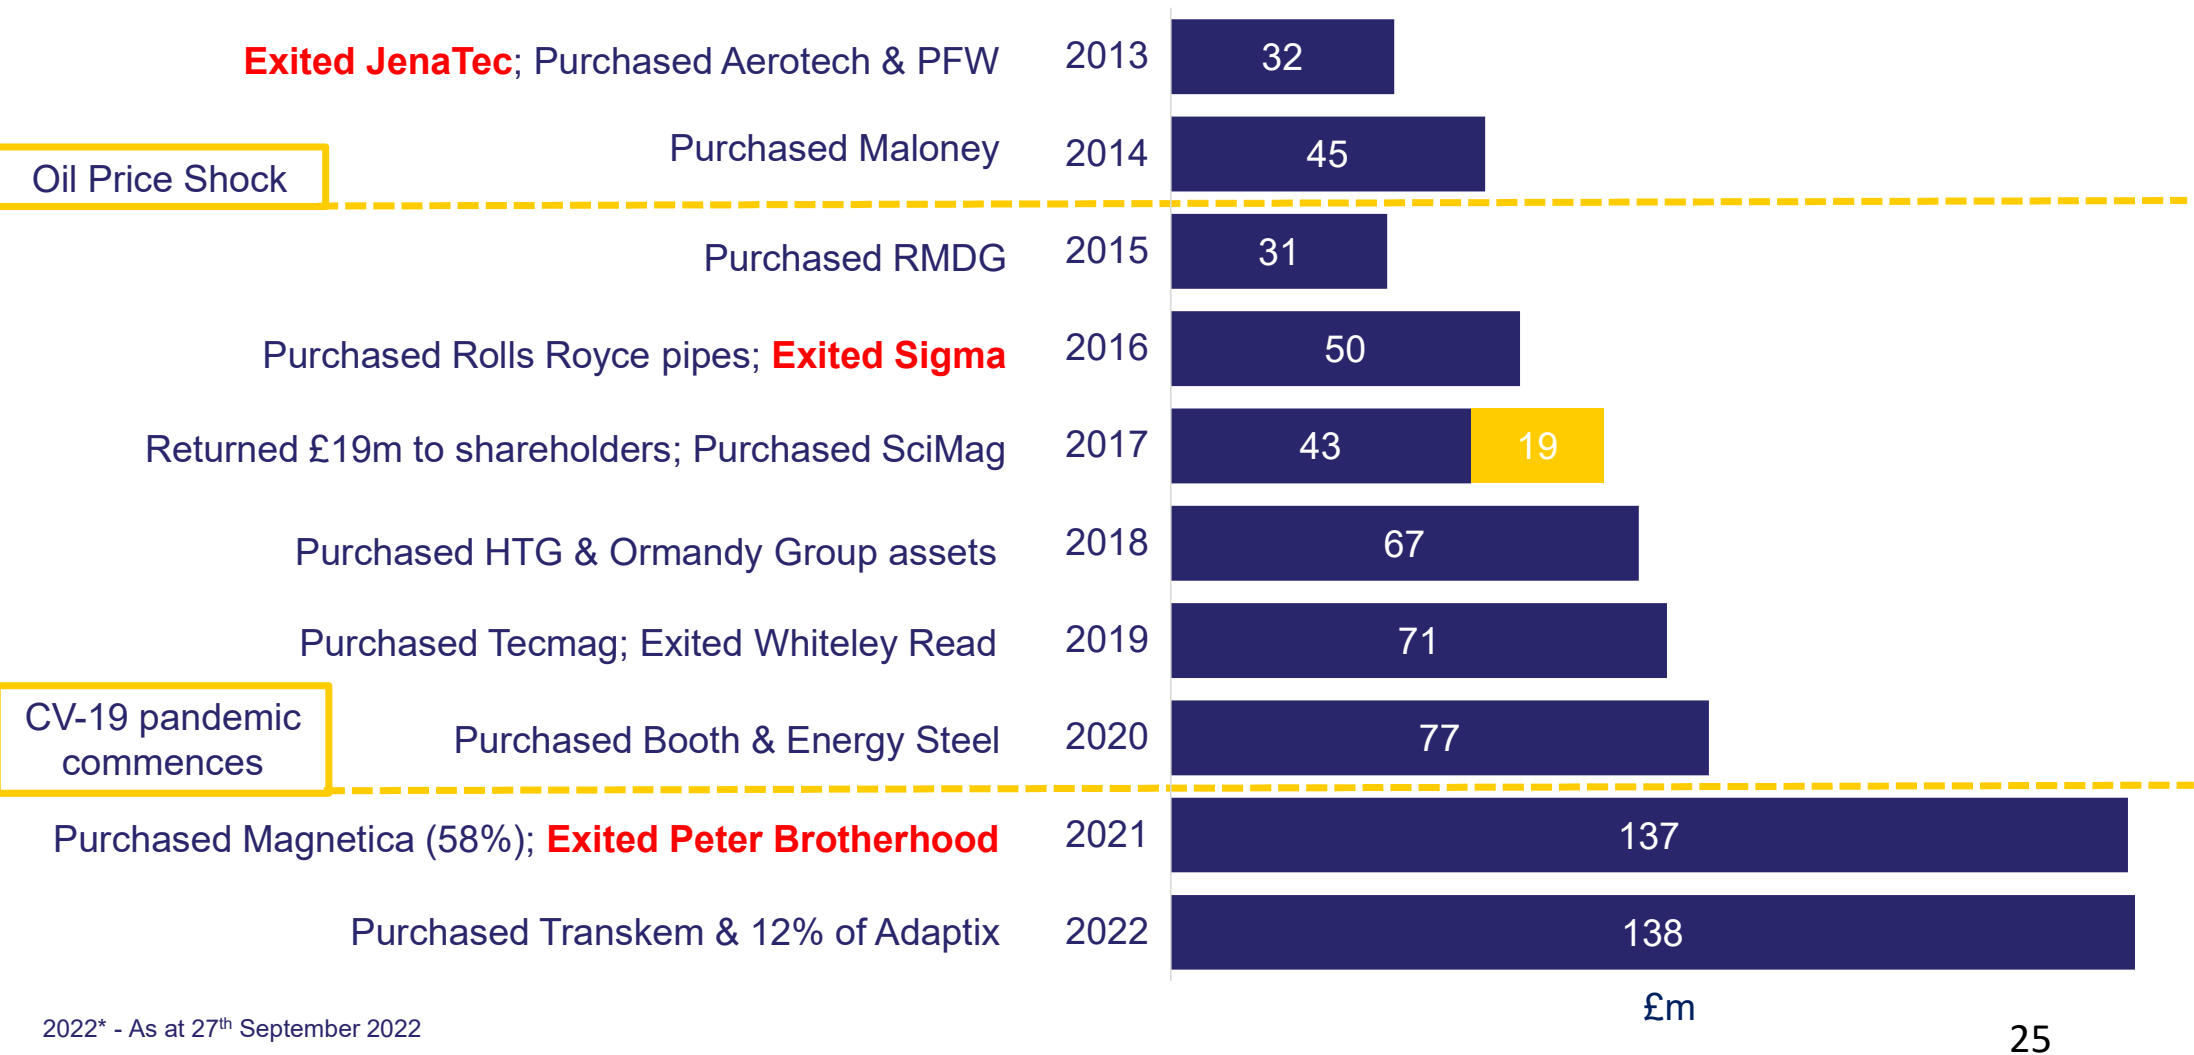 Exited JenaTec; Purchased Aerotech & PFW 2013 32
Purchased Maloney 2014 45
Oil Price Shock
Purchased RMDG 2015 31
Purchased Rolls Royce pipes; Exited Sigma 2016 50
Returned £19m to shareholders; Purchased SciMag 2017 43 19
Purchased HTG & Ormandy Group assets 2018 67
Purchased Tecmag; Exited Whiteley Read 2019 71
CV-19 pandemic
commences
Purchased Booth & Energy Steel 2020 77
Purchased Magnetica (58%); Exited Peter Brotherhood 2021 137
Purchased Transkem & 12% of Adaptix 2022 138
£m
2022* - As at 27th September 2022
25